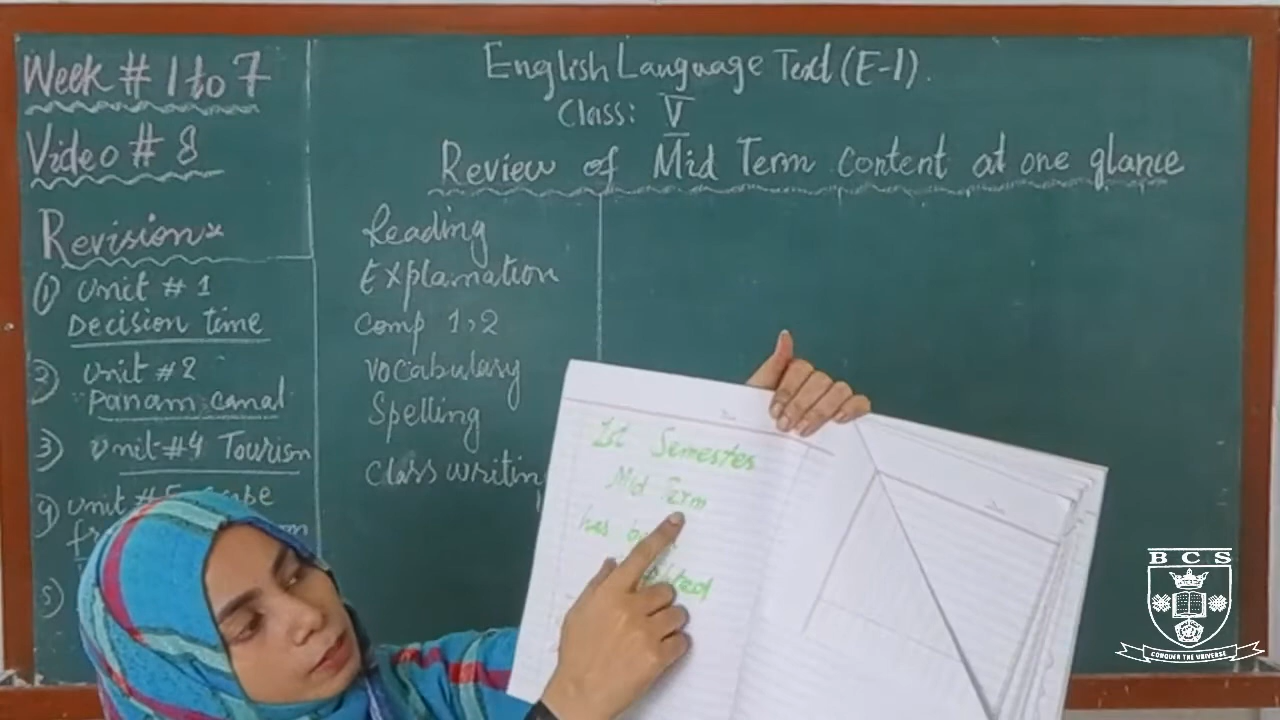 Week # 1 to 7
Video # 8
English Language Text (E-1).
Class: V
Review of Mid Term Content at one glance
Revision
① Unit # 1
Decision time
② Unit # 2
Panam canal
③ Unit #4 Tourism
④ Unit #5
⑤
Reading
Explanation
Comp 1,2
Vocabulary
Spelling
Class writing
1st Semester
Mid Term
has
BCS
CONQUER THE UNIVERSE